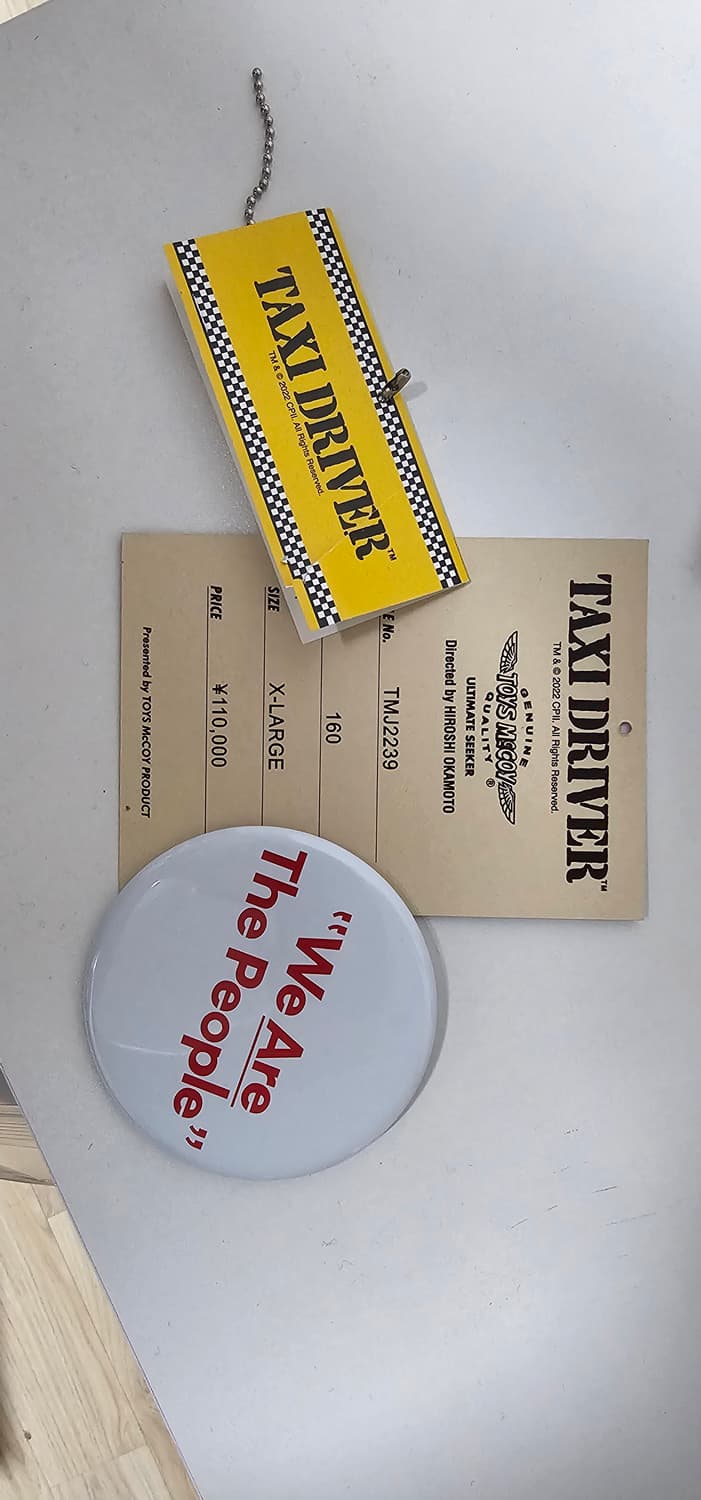 TAXI DRIVER™
TM & © 2022 CPII. All Rights Reserved.
TAXI DRIVER™
TM & © 2022 CPII. All Rights Reserved.
GENUINE
TOYS McCOY
QUALITY ®
ULTIMATE SEEKER
Directed by HIROSHI OKAMOTO
No. TMJ2239
160
SIZE X-LARGE
PRICE ¥110,000
Presented by TOYS McCOY PRODUCT
"We Are
The People"